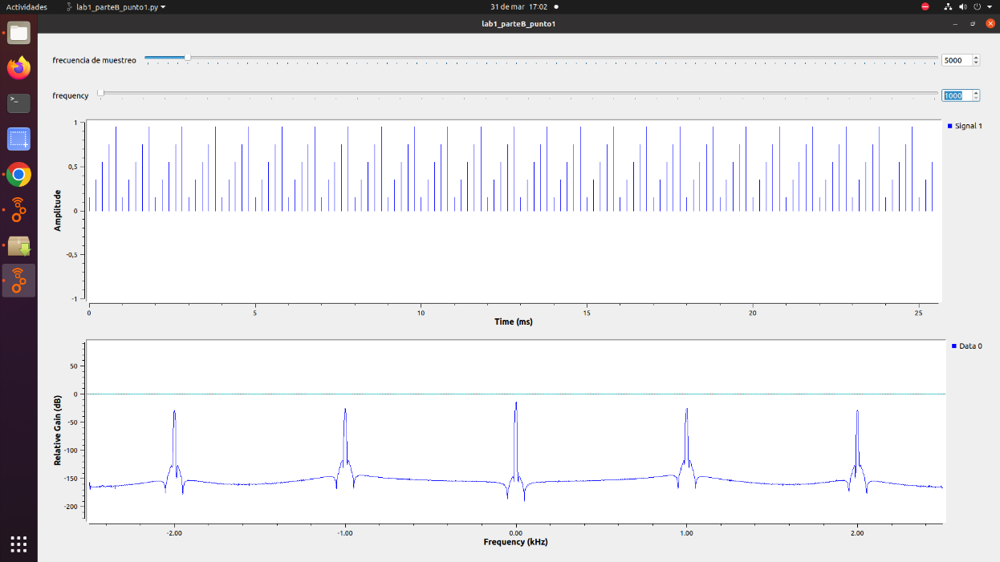 Actividades lab1_parteB_punto1.py 31 de mar 17:02
lab1_parteB_punto1
frecuencia de muestreo 5000
frequency 1000
Signal 1
Amplitude
1
0,5
0
-0,5
-1
0 5 10 15 20 25
Time (ms)
Data 0
Relative Gain (dB)
50
0
-50
-100
-150
-200
-2.00 -1.00 0.00 1.00 2.00
Frequency (kHz)